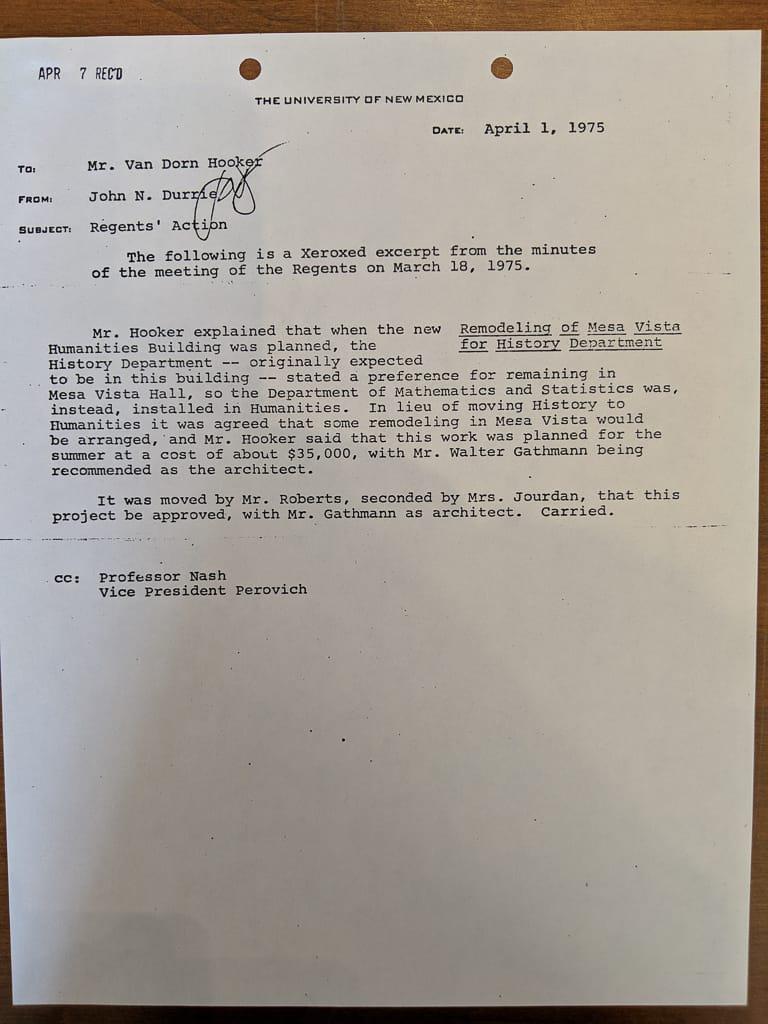 APR 7 REC'D
THE UNIVERSITY OF NEW MEXICO
DATE: April 1, 1975
TO: Mr. Van Dorn Hooker
FROM: John N. Durrie
SUBJECT: Regents' Action
The following is a Xeroxed excerpt from the minutes
of the meeting of the Regents on March 18, 1975.
Mr. Hooker explained that when the new Remodeling of Mesa Vista
Humanities Building was planned, the for History Department
History Department -- originally expected
to be in this building -- stated a preference for remaining in
Mesa Vista Hall, so the Department of Mathematics and Statistics was,
instead, installed in Humanities. In lieu of moving History to
Humanities it was agreed that some remodeling in Mesa Vista would
be arranged, and Mr. Hooker said that this work was planned for the
summer at a cost of about $35,000, with Mr. Walter Gathmann being
recommended as the architect.
It was moved by Mr. Roberts, seconded by Mrs. Jourdan, that this
project be approved, with Mr. Gathmann as architect. Carried.
cc: Professor Nash
Vice President Perovich